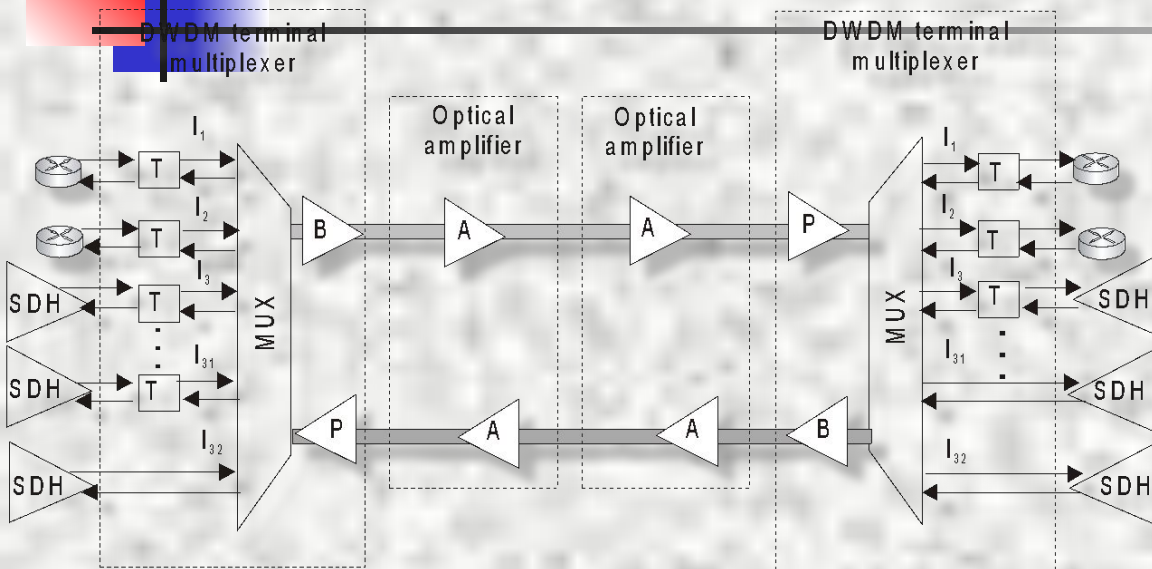 DWDM terminal
multiplexer
DWDM terminal
multiplexer
Optical
amplifier
Optical
amplifier
I1
T
I2
T
I3
SDH
T
I31
SDH
T
I32
SDH
MUX
B
A
A
P
P
A
A
B
MUX
I1
T
I2
T
I3
T
SDH
I31
SDH
I32
SDH